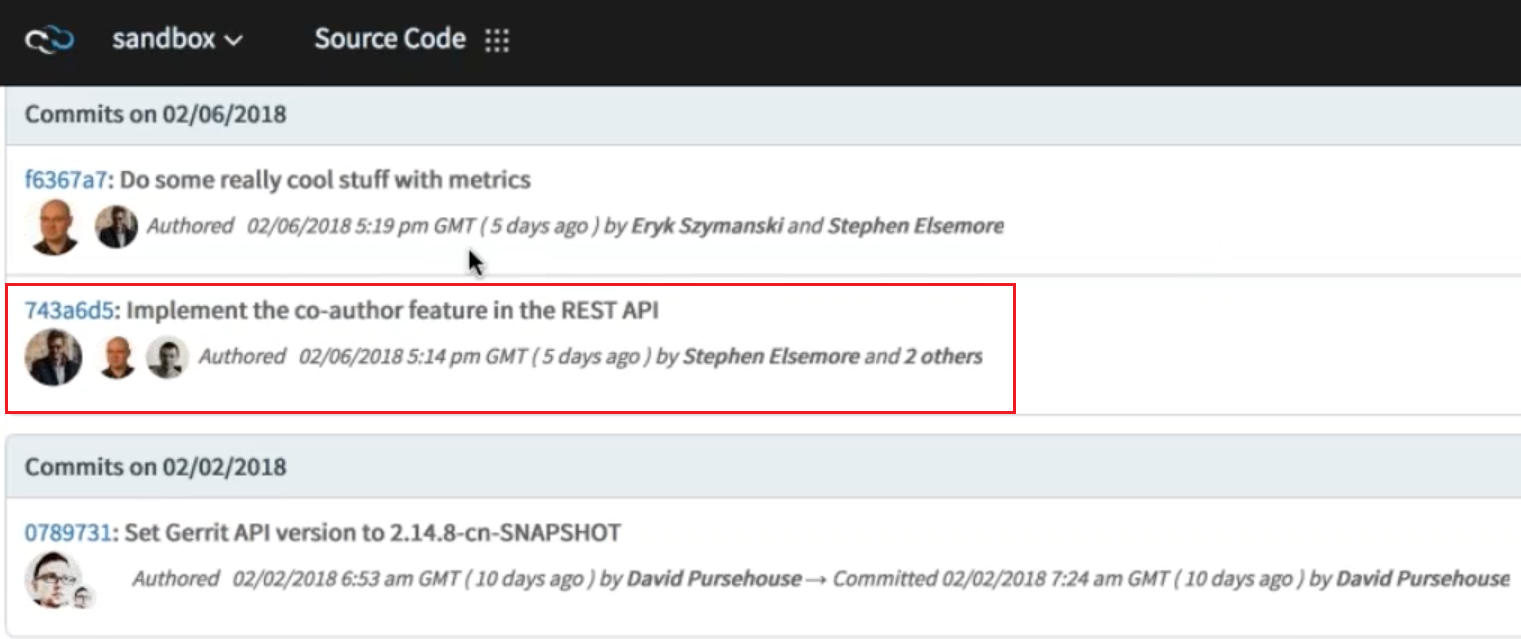 sandbox Source Code
Commits on 02/06/2018
f6367a7: Do some really cool stuff with metrics
Authored 02/06/2018 5:19 pm GMT ( 5 days ago ) by Eryk Szymanski and Stephen Elsemore
743a6d5: Implement the co-author feature in the REST API
Authored 02/06/2018 5:14 pm GMT ( 5 days ago ) by Stephen Elsemore and 2 others
Commits on 02/02/2018
0789731: Set Gerrit API version to 2.14.8-cn-SNAPSHOT
Authored 02/02/2018 6:53 am GMT ( 10 days ago ) by David Pursehouse → Committed 02/02/2018 7:24 am GMT ( 10 days ago ) by David Pursehouse